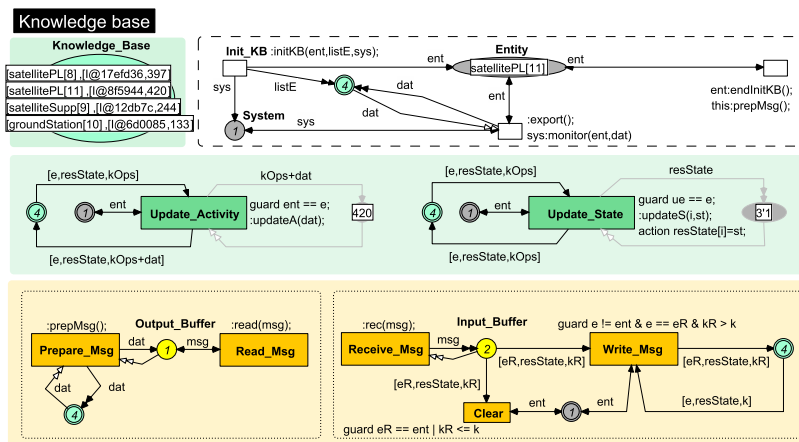 Knowledge base
Knowledge_Base
[satellitePL[8] ,[I@17efd36,397]
[satellitePL[11] ,[I@8f5944,420]
[satelliteSupp[9] ,[I@12db7c,244]
[groundStation[10] ,[I@6d0085,133]
Init_KB :initKB(ent,listE,sys);
ent
Entity
satellitePL[11]
ent
ent:endInitKB();
this:prepMsg();
sys
listE
4
dat
dat
ent
System
1
sys
:export();
sys:monitor(ent,dat)
[e,resState,kOps]
kOps+dat
4
1
ent
Update_Activity
guard ent == e;
:updateA(dat);
420
[e,resState,kOps+dat]
[e,resState,kOps]
resState
4
1
ent
Update_State
guard ue == e;
:updateS(i,st);
action resState[i]=st;
3'1
[e,resState,kOps]
:prepMsg();
Output_Buffer
:read(msg);
Prepare_Msg
dat
1
msg
Read_Msg
dat
dat
4
:rec(msg);
Input_Buffer
guard e != ent & e == eR & kR > k
Receive_Msg
msg
2
[eR,resState,kR]
Write_Msg
[eR,resState,kR]
4
[eR,resState,kR]
Clear
ent
1
ent
[e,resState,k]
guard eR == ent | kR <= k